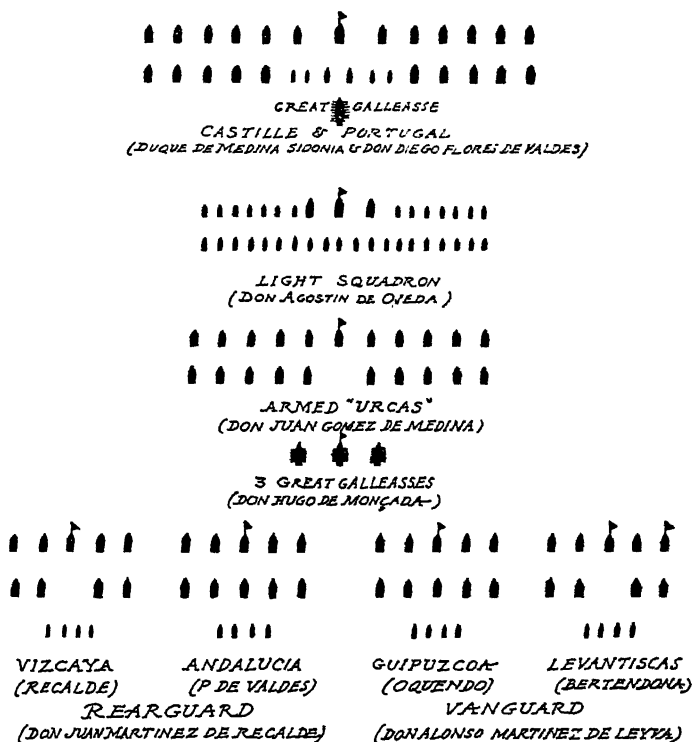 GREAT GALLEASSE
CASTILLE & PORTUGAL
(DUQUE DE MEDINA SIDONIA & DON DIEGO FLORES DE VALDES)
LIGHT SQUADRON
(DON AGOSTIN DE OJEDA)
ARMED "URCAS"
(DON JUAN GOMEZ DE MEDINA)
3 GREAT GALLEASSES
(DON HUGO DE MONÇADA)
VIZCAYA ANDALUCIA GUIPUZCOA LEVANTISCAS
(RECALDE) (P DE VALDES) (OQUENDO) (BERTENDONA)
REARGUARD VANGUARD
(DON JUAN MARTINEZ DE RECALDE) (DON ALONSO MARTINEZ DE LEYVA)